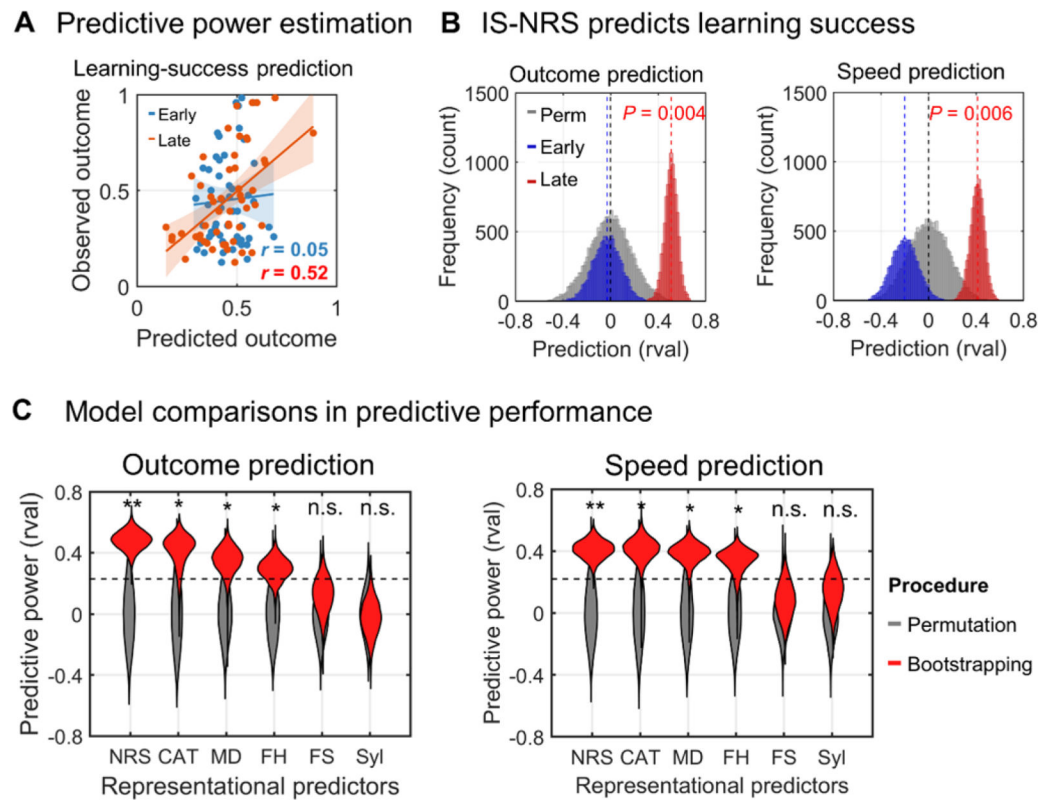 A Predictive power estimation
Learning-success prediction
Early
Late
r = 0.05
r = 0.52
Observed outcome
0
0.5
1
0
0.5
1
Predicted outcome
B IS-NRS predicts learning success
Outcome prediction
Perm
Early
Late
P = 0.004
Frequency (count)
1500
1000
500
0
-0.8 -0.4 0 0.4 0.8
Prediction (rval)
Speed prediction
P = 0.006
Frequency (count)
1500
1000
500
0
-0.8 -0.4 0 0.4 0.8
Prediction (rval)
C Model comparisons in predictive performance
Outcome prediction
** * * * n.s. n.s.
Predictive power (rval)
0.8
0.4
0
-0.4
-0.8
NRS CAT MD FH FS Syl
Representational predictors
Speed prediction
** * * * n.s. n.s.
Predictive power (rval)
0.8
0.4
0
-0.4
-0.8
NRS CAT MD FH FS Syl
Representational predictors
Procedure
Permutation
Bootstrapping